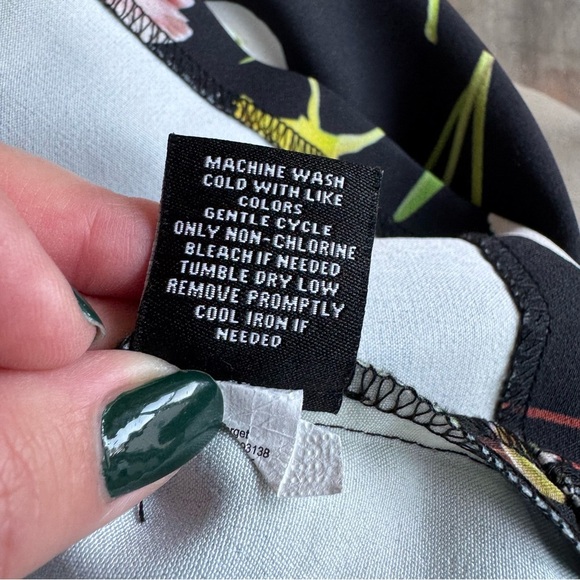 MACHINE WASH
COLD WITH LIKE
COLORS
GENTLE CYCLE
ONLY NON-CHLORINE
BLEACH IF NEEDED
TUMBLE DRY LOW
REMOVE PROMPTLY
COOL IRON IF
NEEDED